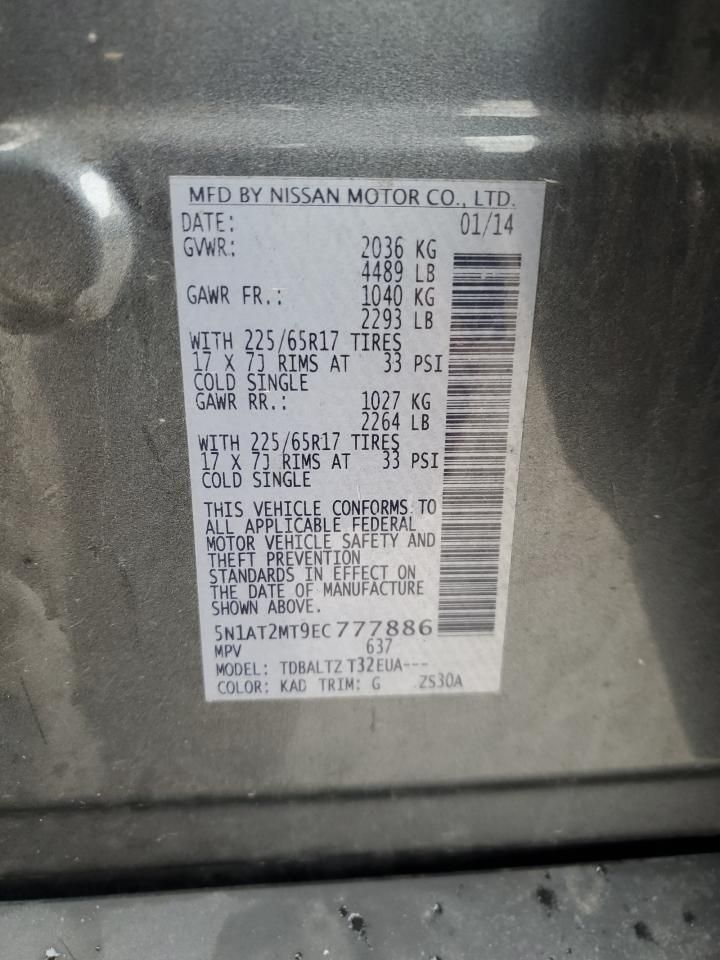 MFD BY NISSAN MOTOR CO., LTD.
DATE: 01/14
GVWR: 2036 KG
4489 LB
GAWR FR.: 1040 KG
2293 LB
WITH 225/65R17 TIRES
17 X 7J RIMS AT 33 PSI
COLD SINGLE
GAWR RR.: 1027 KG
2264 LB
WITH 225/65R17 TIRES
17 X 7J RIMS AT 33 PSI
COLD SINGLE
THIS VEHICLE CONFORMS TO
ALL APPLICABLE FEDERAL
MOTOR VEHICLE SAFETY AND
THEFT PREVENTION
STANDARDS IN EFFECT ON
THE DATE OF MANUFACTURE
SHOWN ABOVE.
5N1AT2MT9EC777886
MPV 637
MODEL: TDBALTZ T32EUA---
COLOR: KAD TRIM: G ZS30A